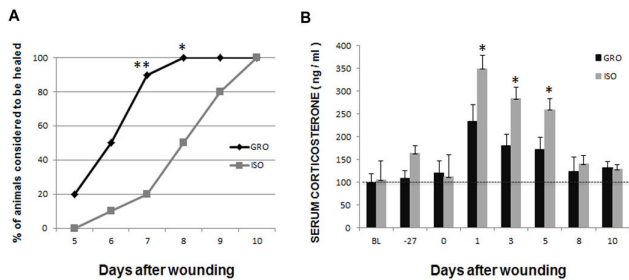 A
% of animals considered to be healed
100
80
60
40
20
0
**
*
GRO
ISO
5 6 7 8 9 10
Days after wounding
B
SERUM CORTICOSTERONE ( ng / ml )
400
350
300
250
200
150
100
50
0
GRO
ISO
*
*
*
BL -27 0 1 3 5 8 10
Days after wounding